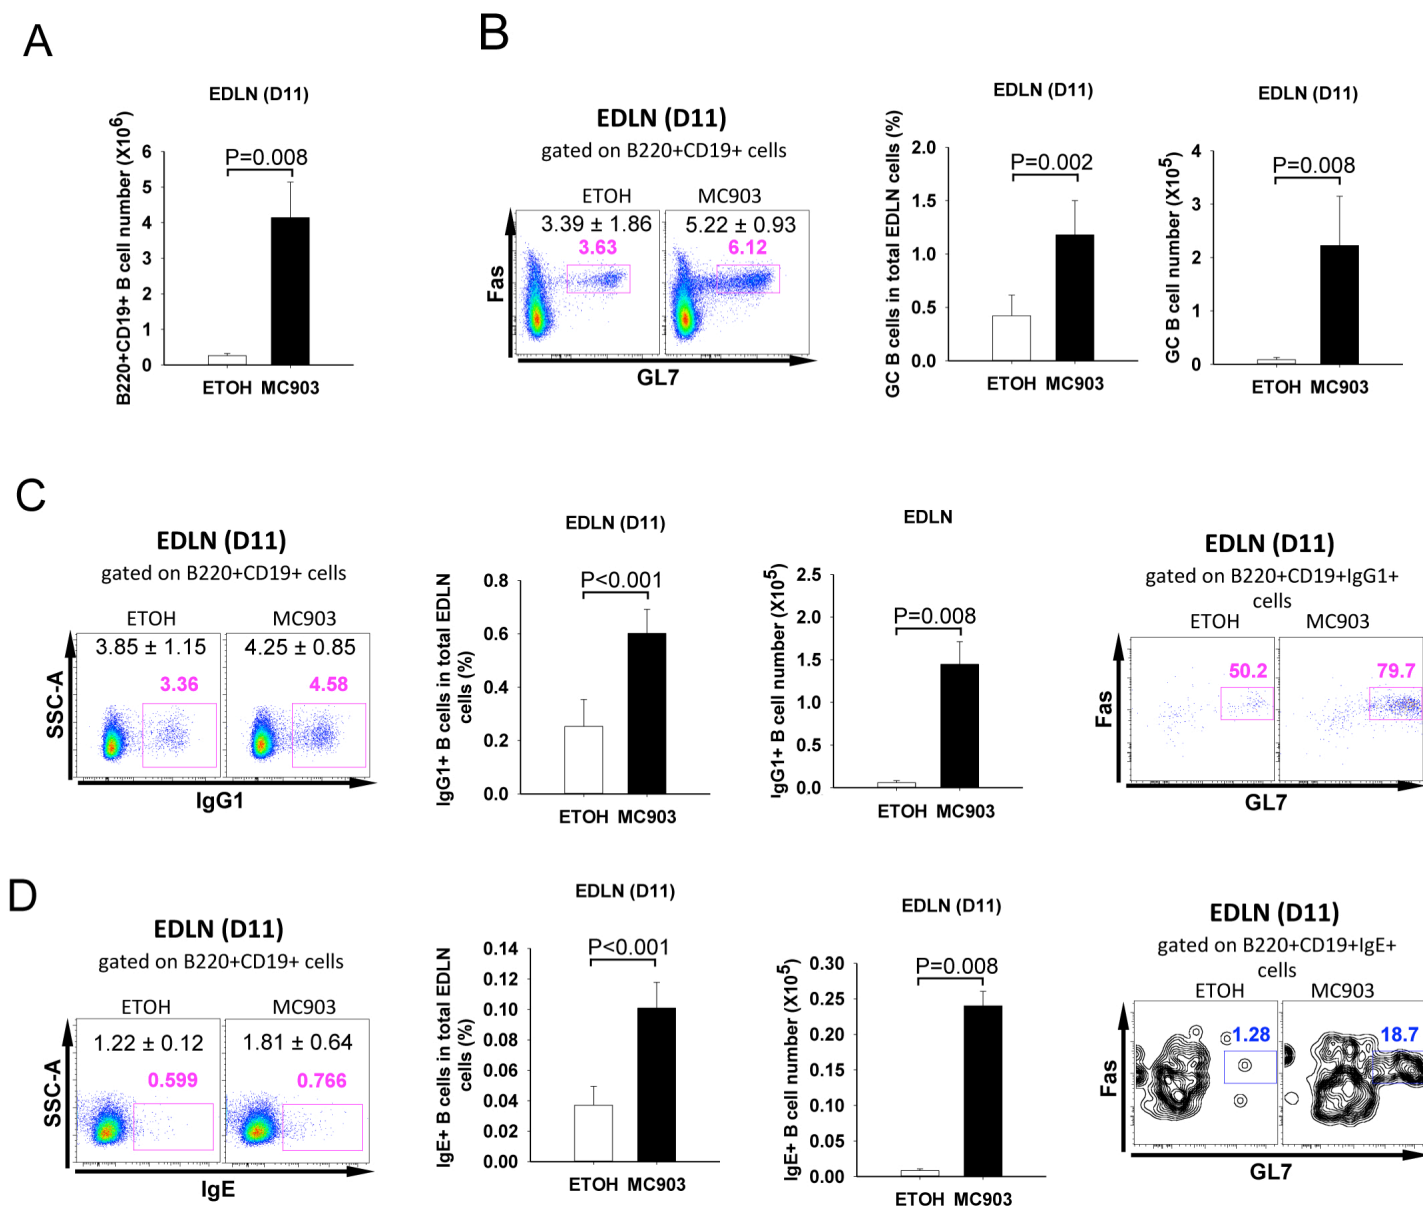 A
EDLN (D11)
B220+CD19+ B cell number (X10⁶)
6
5
4
3
2
1
0
P=0.008
ETOH MC903
B
EDLN (D11)
gated on B220+CD19+ cells
ETOH MC903
3.39 ± 1.86 5.22 ± 0.93
3.63 6.12
Fas
GL7
EDLN (D11)
GC B cells in total EDLN cells (%)
2.0
1.5
1.0
0.5
0.0
P=0.002
ETOH MC903
EDLN (D11)
GC B cell number (X10⁵)
4
3
2
1
0
P=0.008
ETOH MC903
C
EDLN (D11)
gated on B220+CD19+ cells
ETOH MC903
3.85 ± 1.15 4.25 ± 0.85
3.36 4.58
SSC-A
IgG1
EDLN (D11)
IgG1+ B cells in total EDLN
cells (%)
0.8
0.6
0.4
0.2
0.0
P<0.001
ETOH MC903
EDLN
IgG1+ B cell number (X10⁵)
2.5
2.0
1.5
1.0
0.5
0.0
P=0.008
ETOH MC903
EDLN (D11)
gated on B220+CD19+IgG1+
cells
ETOH MC903
50.2 79.7
Fas
GL7
D
EDLN (D11)
gated on B220+CD19+ cells
ETOH MC903
1.22 ± 0.12 1.81 ± 0.64
0.599 0.766
SSC-A
IgE
EDLN (D11)
IgE+ B cells in total EDLN
cells (%)
0.14
0.12
0.10
0.08
0.06
0.04
0.02
0.00
P<0.001
ETOH MC903
EDLN (D11)
IgE+ B cell number (X10⁵)
0.30
0.25
0.20
0.15
0.10
0.05
0.00
P=0.008
ETOH MC903
EDLN (D11)
gated on B220+CD19+IgE+
cells
ETOH MC903
1.28 18.7
Fas
GL7